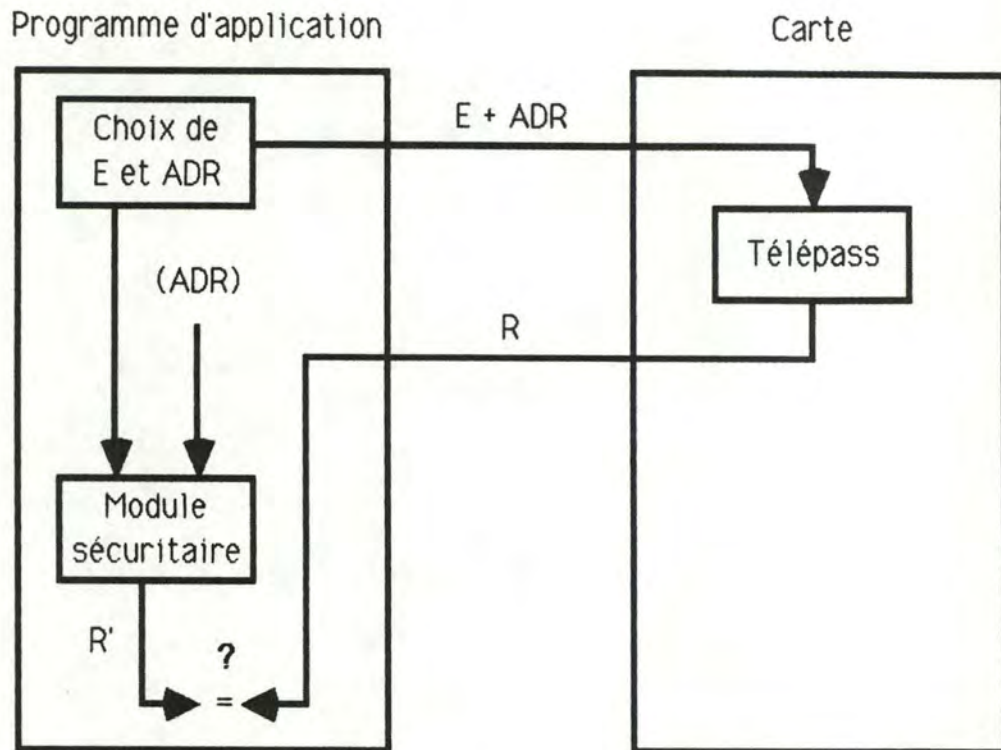 Programme d'application
Carte
Choix de
E et ADR
E + ADR
Télépass
(ADR)
R
Module
sécuritaire
R'
?
=